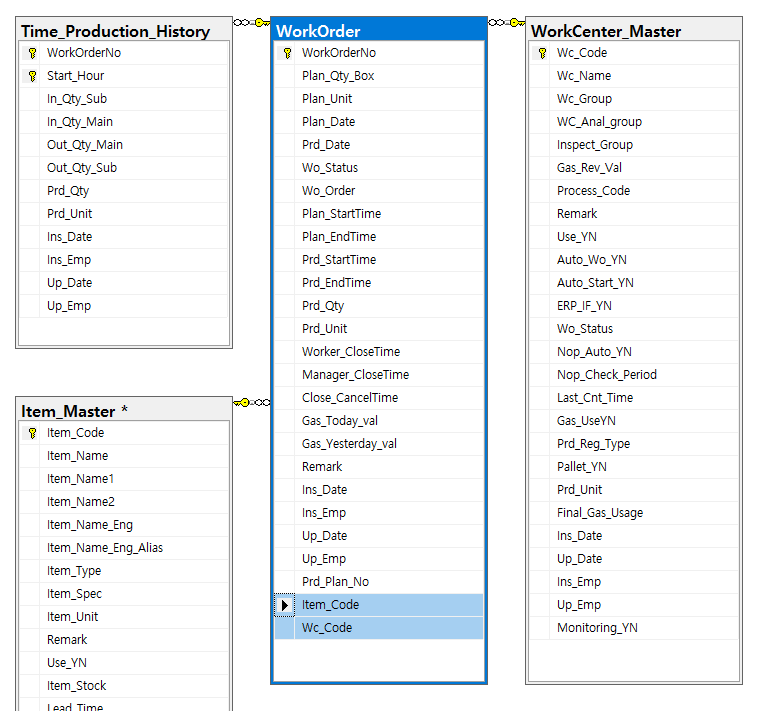 Time_Production_History
WorkOrderNo
Start_Hour
In_Qty_Sub
In_Qty_Main
Out_Qty_Main
Out_Qty_Sub
Prd_Qty
Prd_Unit
Ins_Date
Ins_Emp
Up_Date
Up_Emp
Item_Master *
Item_Code
Item_Name
Item_Name1
Item_Name2
Item_Name_Eng
Item_Name_Eng_Alias
Item_Type
Item_Spec
Item_Unit
Remark
Use_YN
Item_Stock
Lead_Time
WorkOrder
WorkOrderNo
Plan_Qty_Box
Plan_Unit
Plan_Date
Prd_Date
Wo_Status
Wo_Order
Plan_StartTime
Plan_EndTime
Prd_StartTime
Prd_EndTime
Prd_Qty
Prd_Unit
Worker_CloseTime
Manager_CloseTime
Close_CancelTime
Gas_Today_val
Gas_Yesterday_val
Remark
Ins_Date
Ins_Emp
Up_Date
Up_Emp
Prd_Plan_No
Item_Code
Wc_Code
WorkCenter_Master
Wc_Code
Wc_Name
Wc_Group
WC_Anal_group
Inspect_Group
Gas_Rev_Val
Process_Code
Remark
Use_YN
Auto_Wo_YN
Auto_Start_YN
ERP_IF_YN
Wo_Status
Nop_Auto_YN
Nop_Check_Period
Last_Cnt_Time
Gas_UseYN
Prd_Reg_Type
Pallet_YN
Prd_Unit
Final_Gas_Usage
Ins_Date
Up_Date
Ins_Emp
Up_Emp
Monitoring_YN